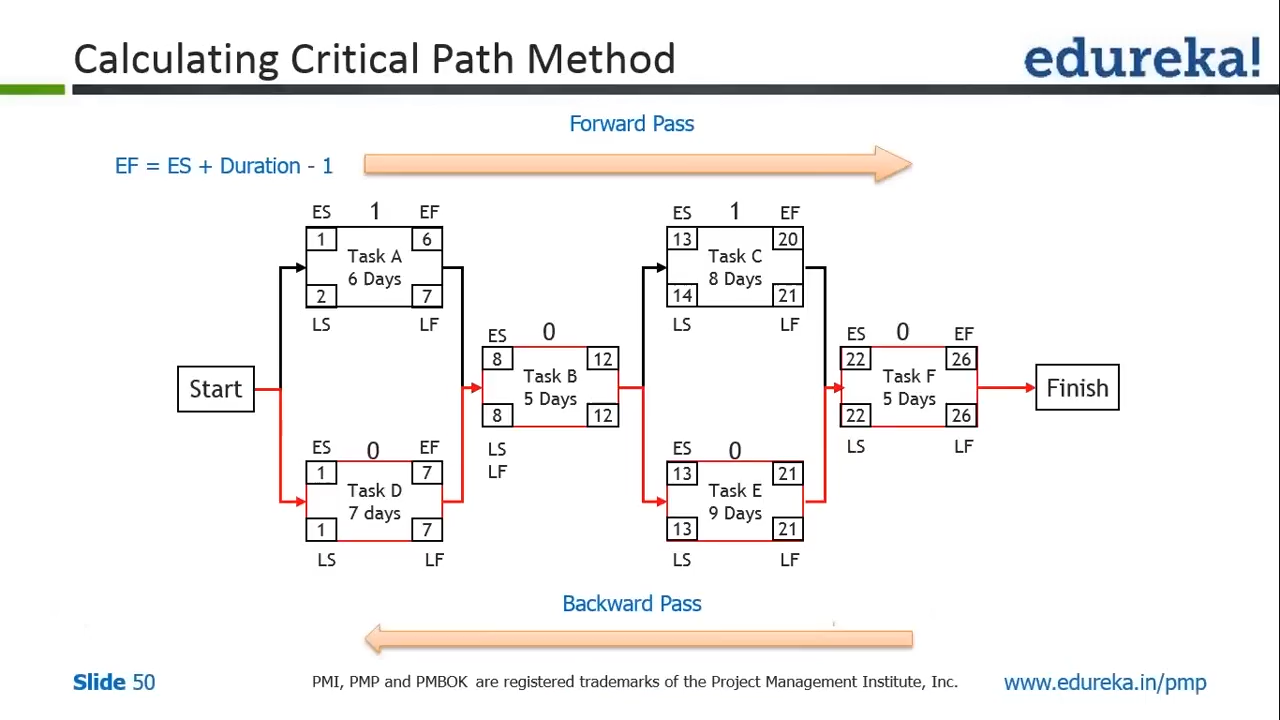 Calculating Critical Path Method
edureka!
Forward Pass
EF = ES + Duration - 1
ES 1 EF
1 6
Task A
6 Days
2 7
LS LF
ES 1 EF
13 20
Task C
8 Days
14 21
LS LF
Start
ES 0
8 12
Task B
5 Days
8 12
LS
LF
ES 0 EF
22 26
Task F
5 Days
22 26
LS LF
Finish
ES 0 EF
1 7
Task D
7 days
1 7
LS LF
ES 0
13 21
Task E
9 Days
13 21
LS LF
Backward Pass
Slide 50
PMI, PMP and PMBOK are registered trademarks of the Project Management Institute, Inc.
www.edureka.in/pmp